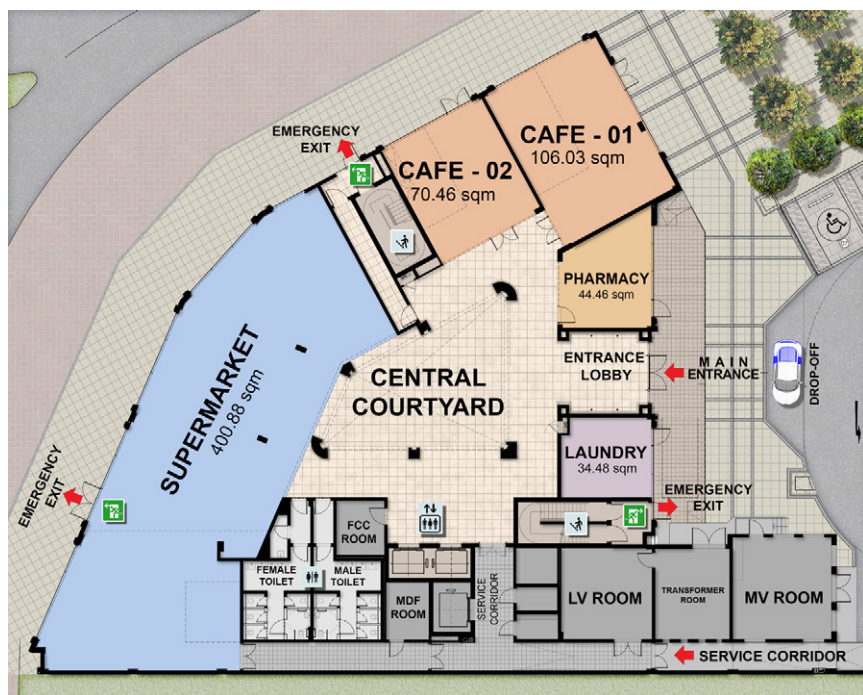 EMERGENCY
EXIT
CAFE - 01
106.03 sqm
CAFE - 02
70.46 sqm
PHARMACY
44.46 sqm
SUPERMARKET
400.88 sqm
CENTRAL
COURTYARD
ENTRANCE
LOBBY
MAIN
ENTRANCE
DROP-OFF
LAUNDRY
34.48 sqm
EMERGENCY
EXIT
EMERGENCY
EXIT
FCC
ROOM
FEMALE
TOILET
MALE
TOILET
MDF
ROOM
SERVICE
CORRIDOR
LV ROOM
TRANSFORMER
ROOM
MV ROOM
SERVICE CORRIDOR